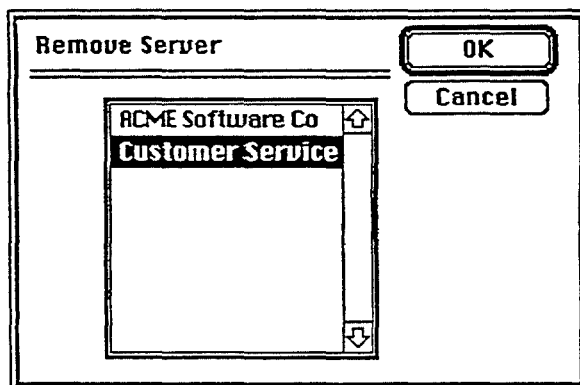 Remove Server
OK
Cancel
ACME Software Co
Customer Service